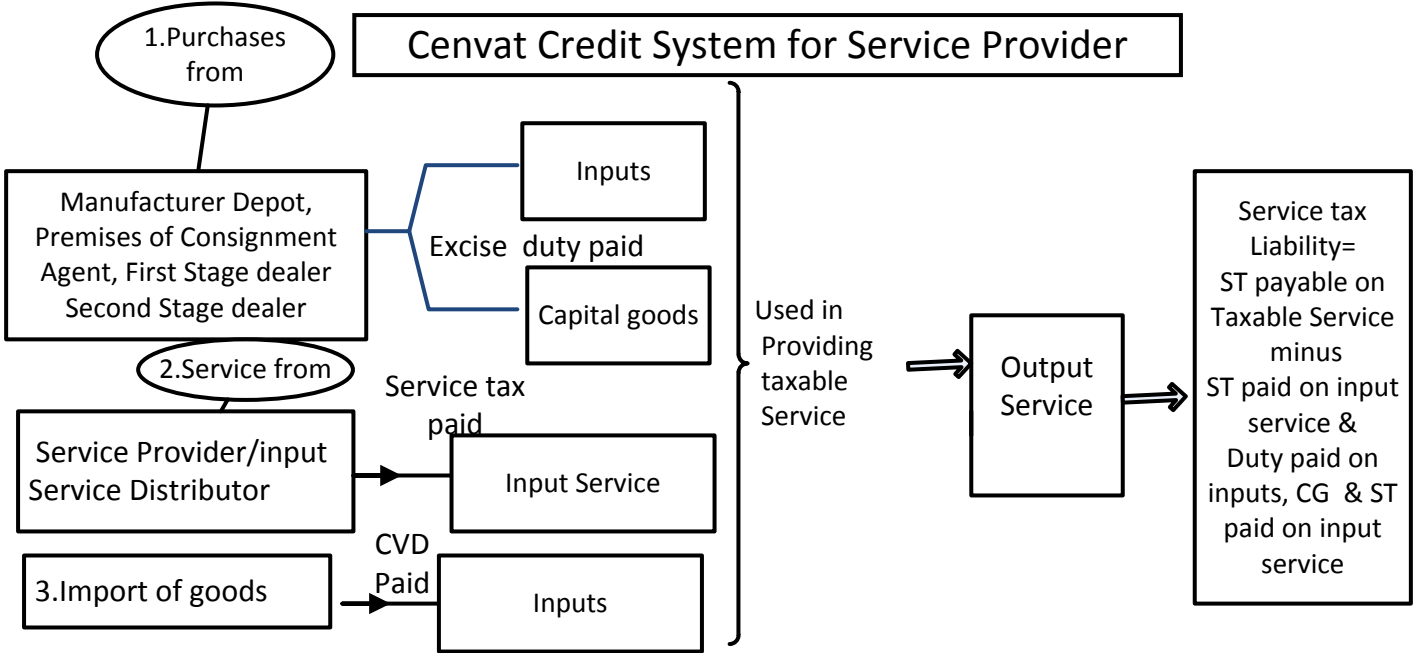 Cenvat Credit System for Service Provider
1.Purchases
from
Manufacturer Depot,
Premises of Consignment
Agent, First Stage dealer
Second Stage dealer
Excise duty paid
Inputs
Capital goods
2.Service from
Service Provider/input
Service Distributor
Service tax
paid
Input Service
3.Import of goods
CVD
Paid
Inputs
Used in
Providing
taxable
Service
Output
Service
Service tax
Liability=
ST payable on
Taxable Service
minus
ST paid on input
service &
Duty paid on
inputs, CG & ST
paid on input
service